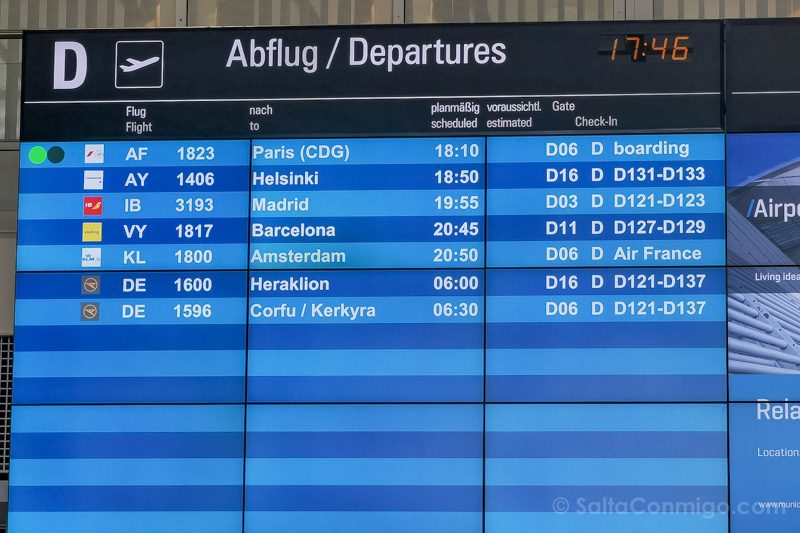 D Abflug / Departures 17:46
Flug nach planmäßig voraussichtl. Gate
Flight to scheduled estimated Check-In
AF 1823 Paris (CDG) 18:10 D06 D boarding
AY 1406 Helsinki 18:50 D16 D D131-D133
IB IB 3193 Madrid 19:55 D03 D D121-D123
VY 1817 Barcelona 20:45 D11 D D127-D129
KLM KL 1800 Amsterdam 20:50 D06 D Air France
DE 1600 Heraklion 06:00 D16 D D121-D137
DE 1596 Corfu / Kerkyra 06:30 D06 D D121-D137
/Airpo
Living idea
Rela
Location:
www.munic
© SaltaConmigo.com